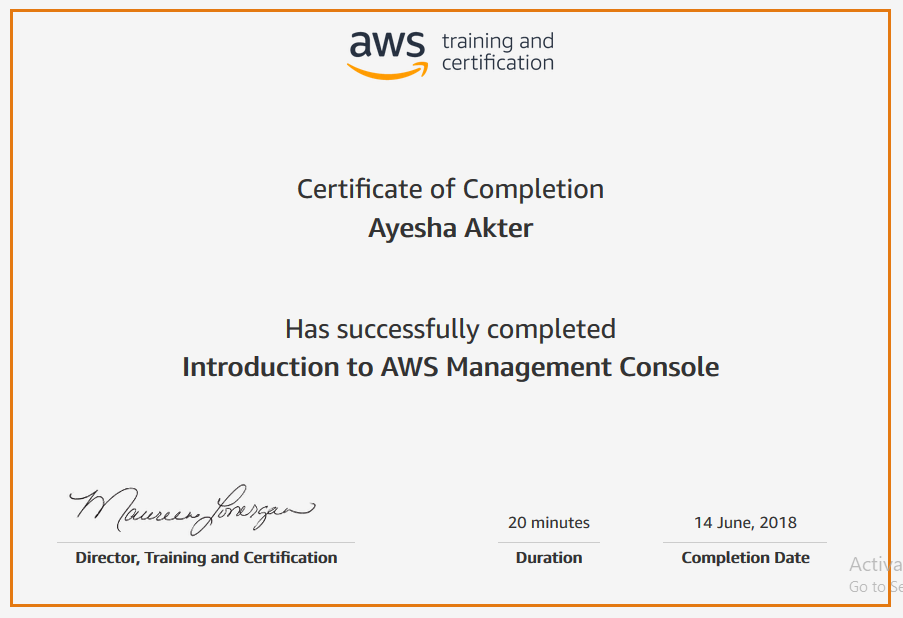 aws training and
certification
Certificate of Completion
Ayesha Akter
Has successfully completed
Introduction to AWS Management Console
Maureen Lonergan
20 minutes
14 June, 2018
Director, Training and Certification
Duration
Completion Date
Activa
Go to Se